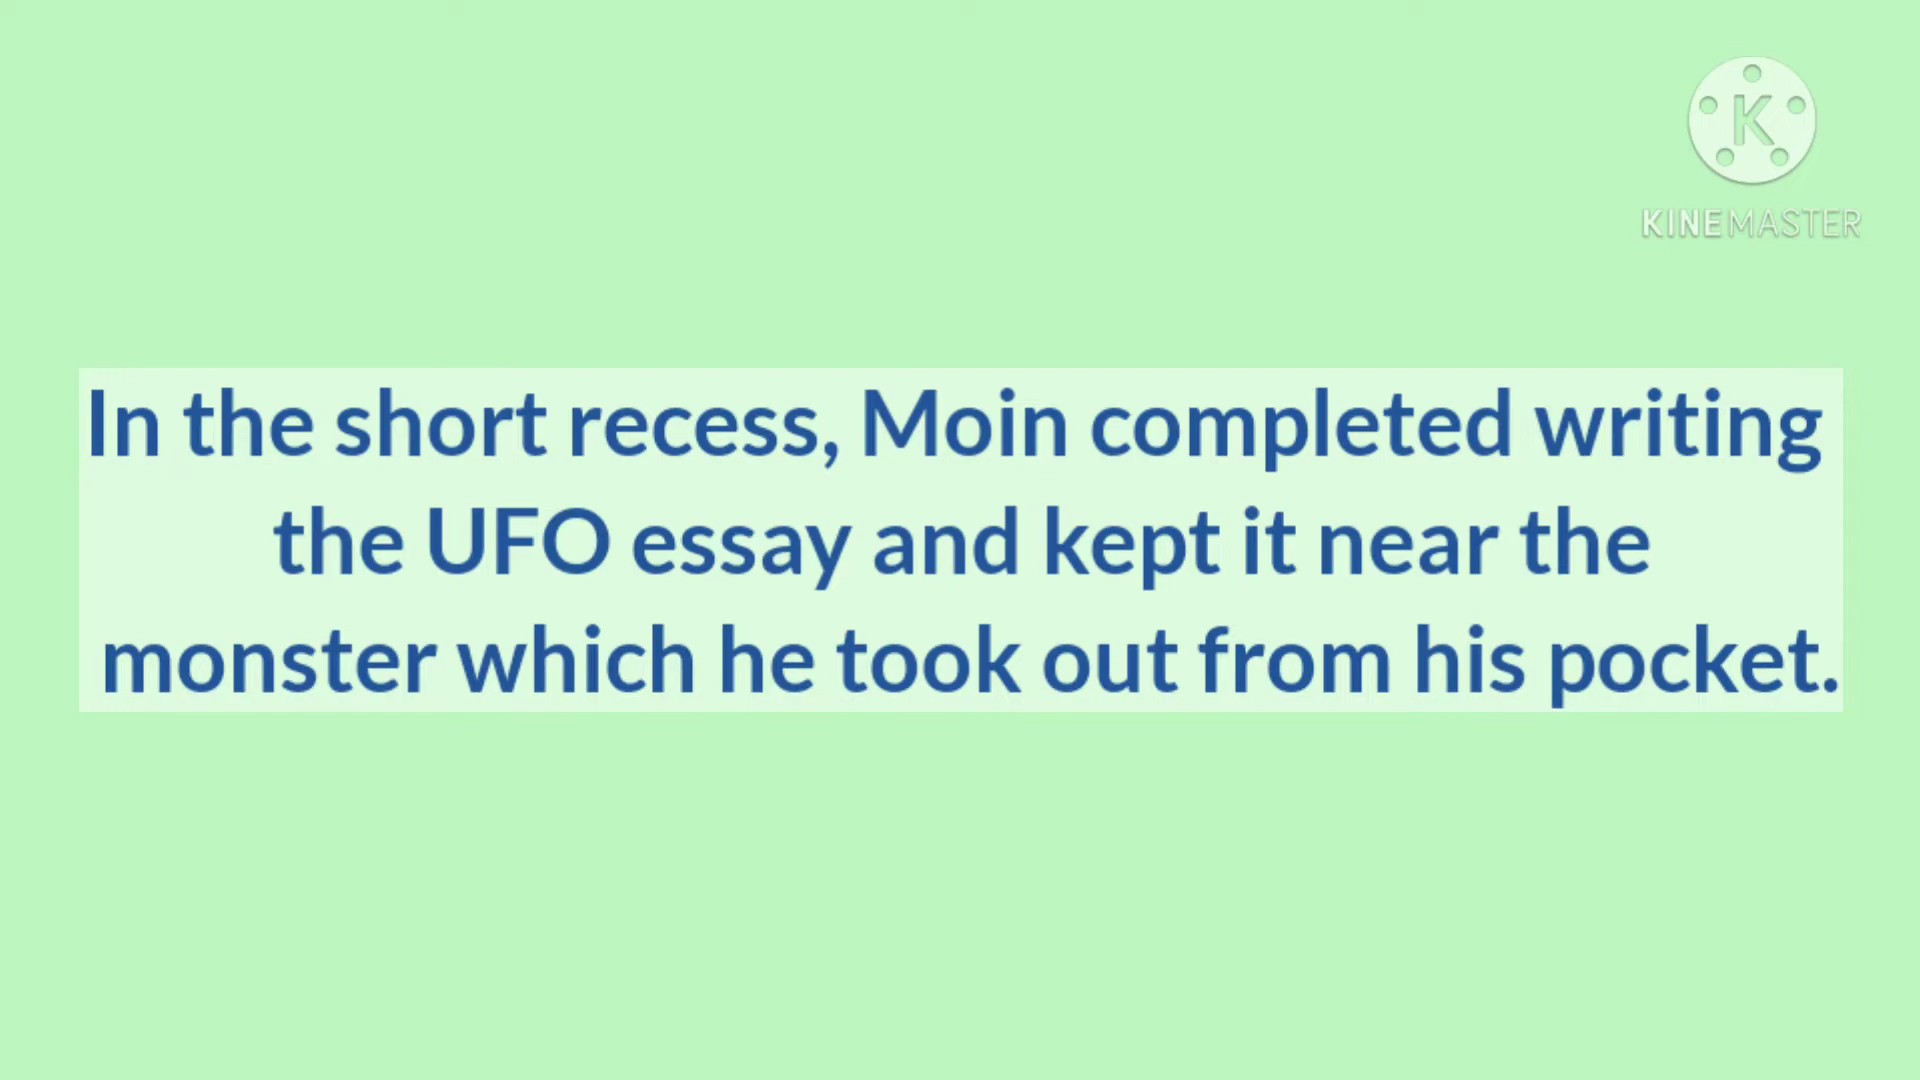 K
KINEMASTER
In the short recess, Moin completed writing
the UFO essay and kept it near the
monster which he took out from his pocket.